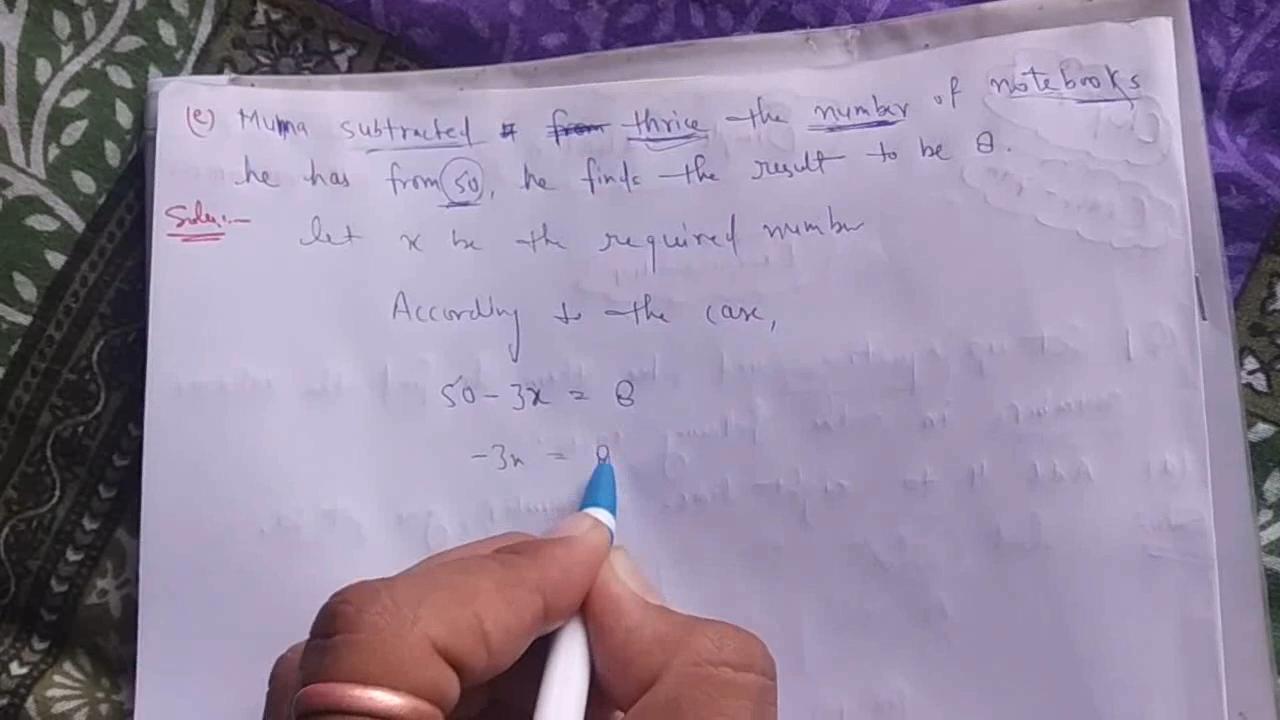 (e) Muna subtracted from thrice the number of notebooks
he has from 50, he finds the result to be 8.
Soln:-
let x be the required number
According to the case,
50 - 3x = 8
-3x = 8